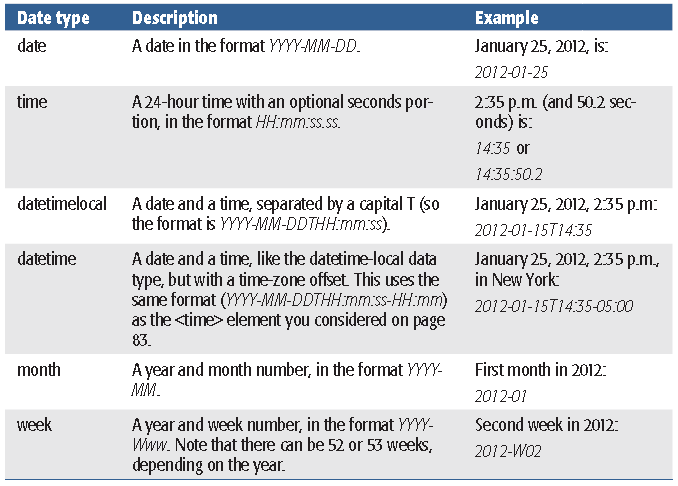 Date type Description Example
date A date in the format YYYY-MM-DD. January 25, 2012, is:
2012-01-25
time A 24-hour time with an optional seconds por- 2:35 p.m. (and 50.2 sec-
tion, in the format HH:mm:ss.ss. onds) is:
14:35 or
14:35:50.2
datetimelocal A date and a time, separated by a capital T (so January 25, 2012, 2:35 p.m:
the format is YYYY-MM-DDTHH:mm:ss). 2012-01-15T14:35
datetime A date and a time, like the datetime-local data January 25, 2012, 2:35 p.m.,
type, but with a time-zone offset. This uses the in New York:
same format (YYYY-MM-DDTHH:mm:ss-HH:mm) 2012-01-15T14:35-05:00
as the <time> element you considered on page
83.
month A year and month number, in the format YYYY- First month in 2012:
MM. 2012-01
week A year and week number, in the format YYYY- Second week in 2012:
Www. Note that there can be 52 or 53 weeks, 2012-W02
depending on the year.